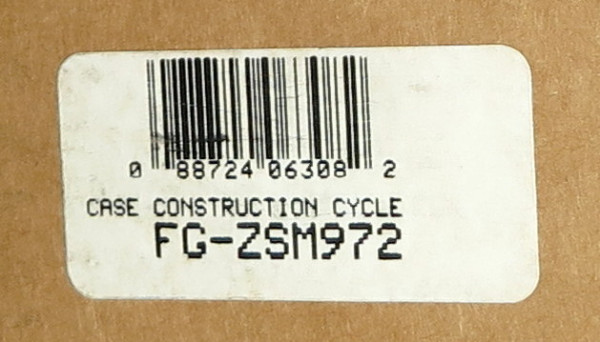 0 88724 06308 2
CASE CONSTRUCTION CYCLE
FG-ZSM972